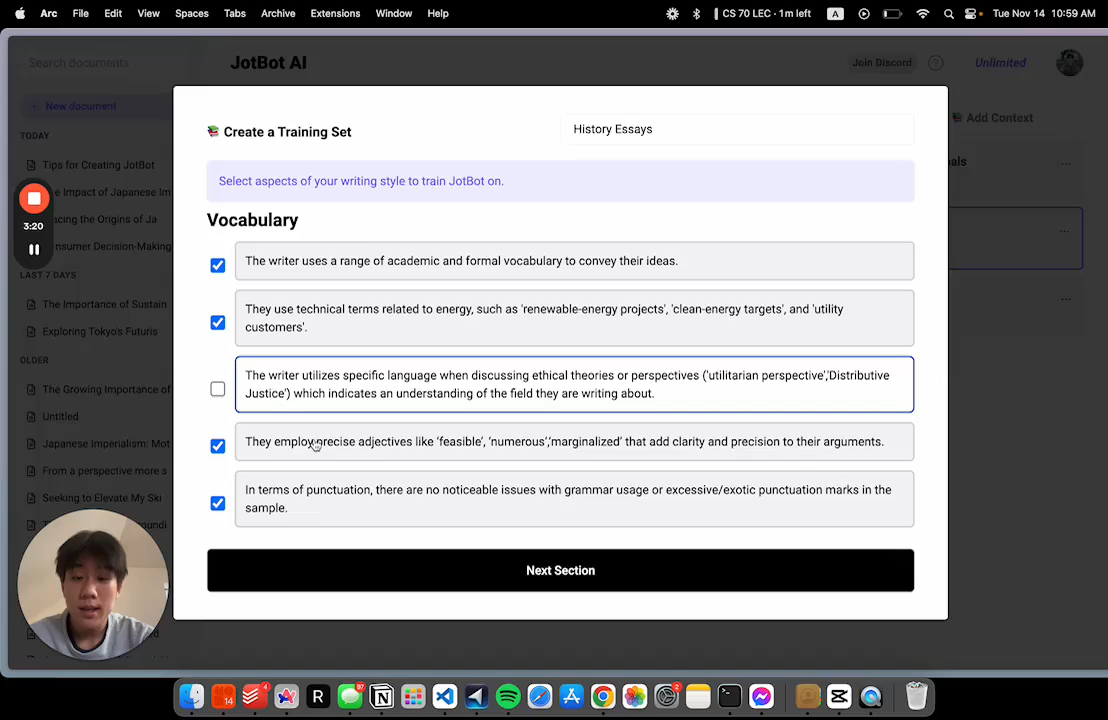 Arc File Edit View Spaces Tabs Archive Extensions Window Help
CS 70 LEC · 1m left A Tue Nov 14 10:59 AM
Search documents
JotBot AI
Join Discord
Unlimited
+ New document
TODAY
Tips for Creating JotBot
e Impact of Japanese Im
cing the Origins of Ja
nsumer Decision-Making
LAST 7 DAYS
The Importance of Sustain
Exploring Tokyo's Futuris
OLDER
The Growing Importance of
Untitled
Japanese Imperialism: Mot
From a perspective more s
Seeking to Elevate My Ski
3:20
Create a Training Set
History Essays
Select aspects of your writing style to train JotBot on.
Vocabulary
The writer uses a range of academic and formal vocabulary to convey their ideas.
They use technical terms related to energy, such as 'renewable-energy projects', 'clean-energy targets', and 'utility
customers'.
The writer utilizes specific language when discussing ethical theories or perspectives ('utilitarian perspective','Distributive
Justice') which indicates an understanding of the field they are writing about.
They employ precise adjectives like 'feasible', 'numerous','marginalized' that add clarity and precision to their arguments.
In terms of punctuation, there are no noticeable issues with grammar usage or excessive/exotic punctuation marks in the
sample.
Next Section
Add Context
als
14
4
R
97
2